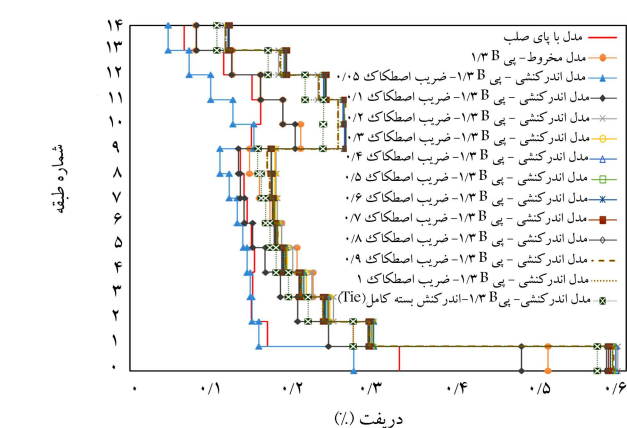 ۱۴
۱۳
۱۲
۱۱
۱۰
۹
۸
۷
۶
۵
۴
۳
۲
۱
۰
شماره طبقه
مدل با پای صلب
مدل مخروط- پی ۱/۳ B
مدل اندرکنشی - پی ۱/۳ B- ضریب اصطکاک ۰/۰۵
مدل اندرکنشی - پی ۱/۳ B- ضریب اصطکاک ۰/۱
مدل اندرکنشی - پی ۱/۳ B- ضریب اصطکاک ۰/۲
مدل اندرکنشی - پی ۱/۳ B- ضریب اصطکاک ۰/۳
مدل اندرکنشی - پی ۱/۳ B- ضریب اصطکاک ۰/۴
مدل اندرکنشی - پی ۱/۳ B- ضریب اصطکاک ۰/۵
مدل اندرکنشی - پی ۱/۳ B- ضریب اصطکاک ۰/۶
مدل اندرکنشی - پی ۱/۳ B- ضریب اصطکاک ۰/۷
مدل اندرکنشی - پی ۱/۳ B- ضریب اصطکاک ۰/۸
مدل اندرکنشی - پی ۱/۳ B- ضریب اصطکاک ۰/۹
مدل اندرکنشی - پی ۱/۳ B- ضریب اصطکاک ۱
مدل اندرکنشی- پی ۱/۳ B-اندرکنش بسته کامل(Tie)
۰ ۰/۱ ۰/۲ ۰/۳ ۰/۴ ۰/۵ ۰/۶
دریفت (٪)